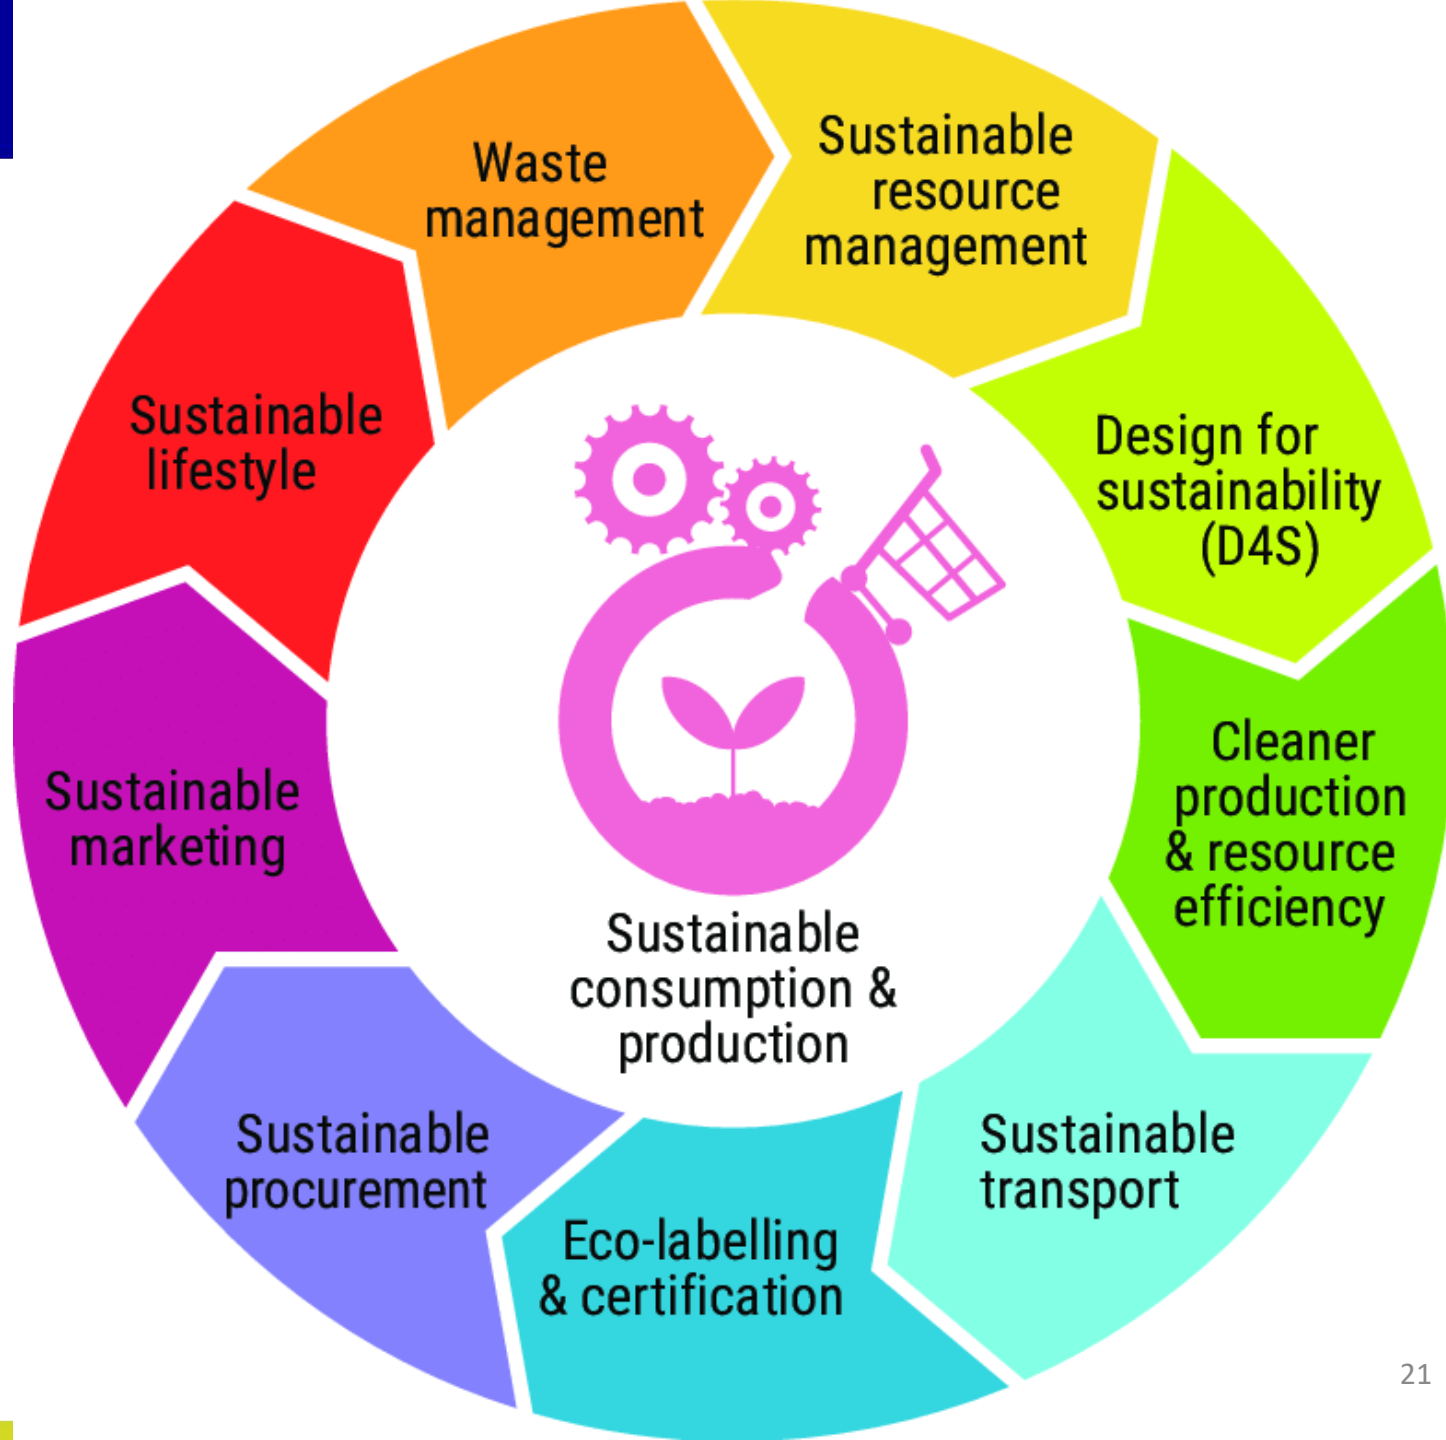 Waste
management
Sustainable
resource
management
Design for
sustainability
(D4S)
Cleaner
production
& resource
efficiency
Sustainable
transport
Eco-labelling
& certification
Sustainable
procurement
Sustainable
marketing
Sustainable
lifestyle
Sustainable
consumption &
production
21